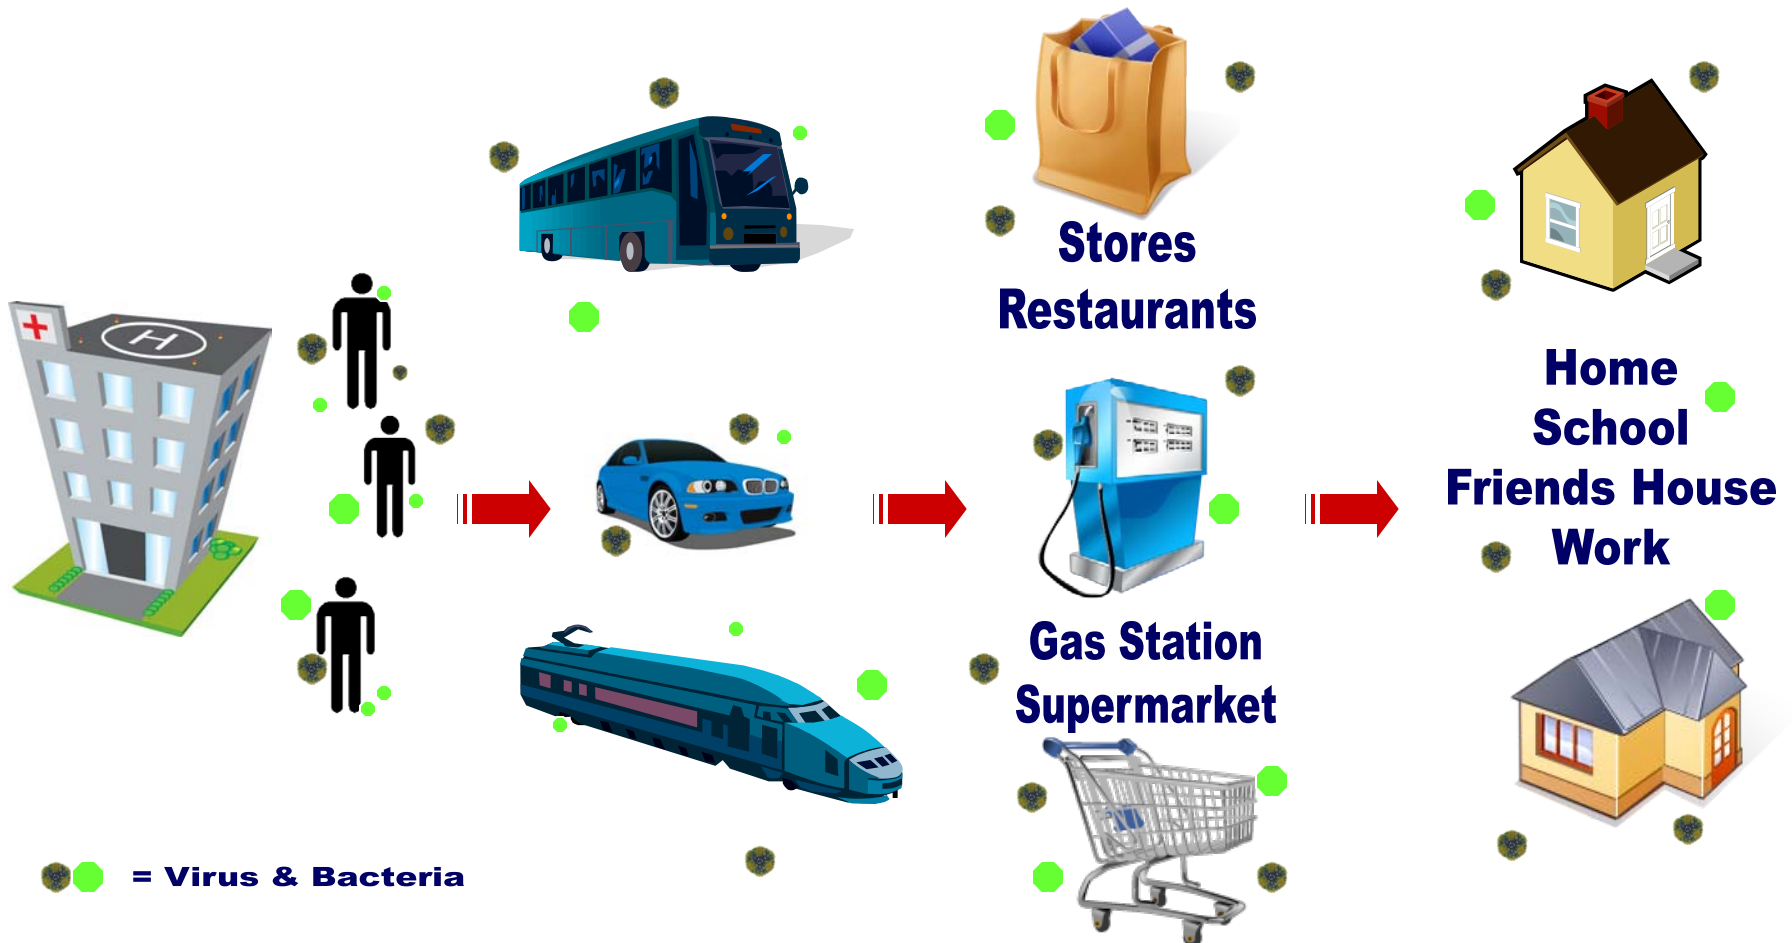 H
Stores
Restaurants
Gas Station
Supermarket
Home
School
Friends House
Work
= Virus & Bacteria